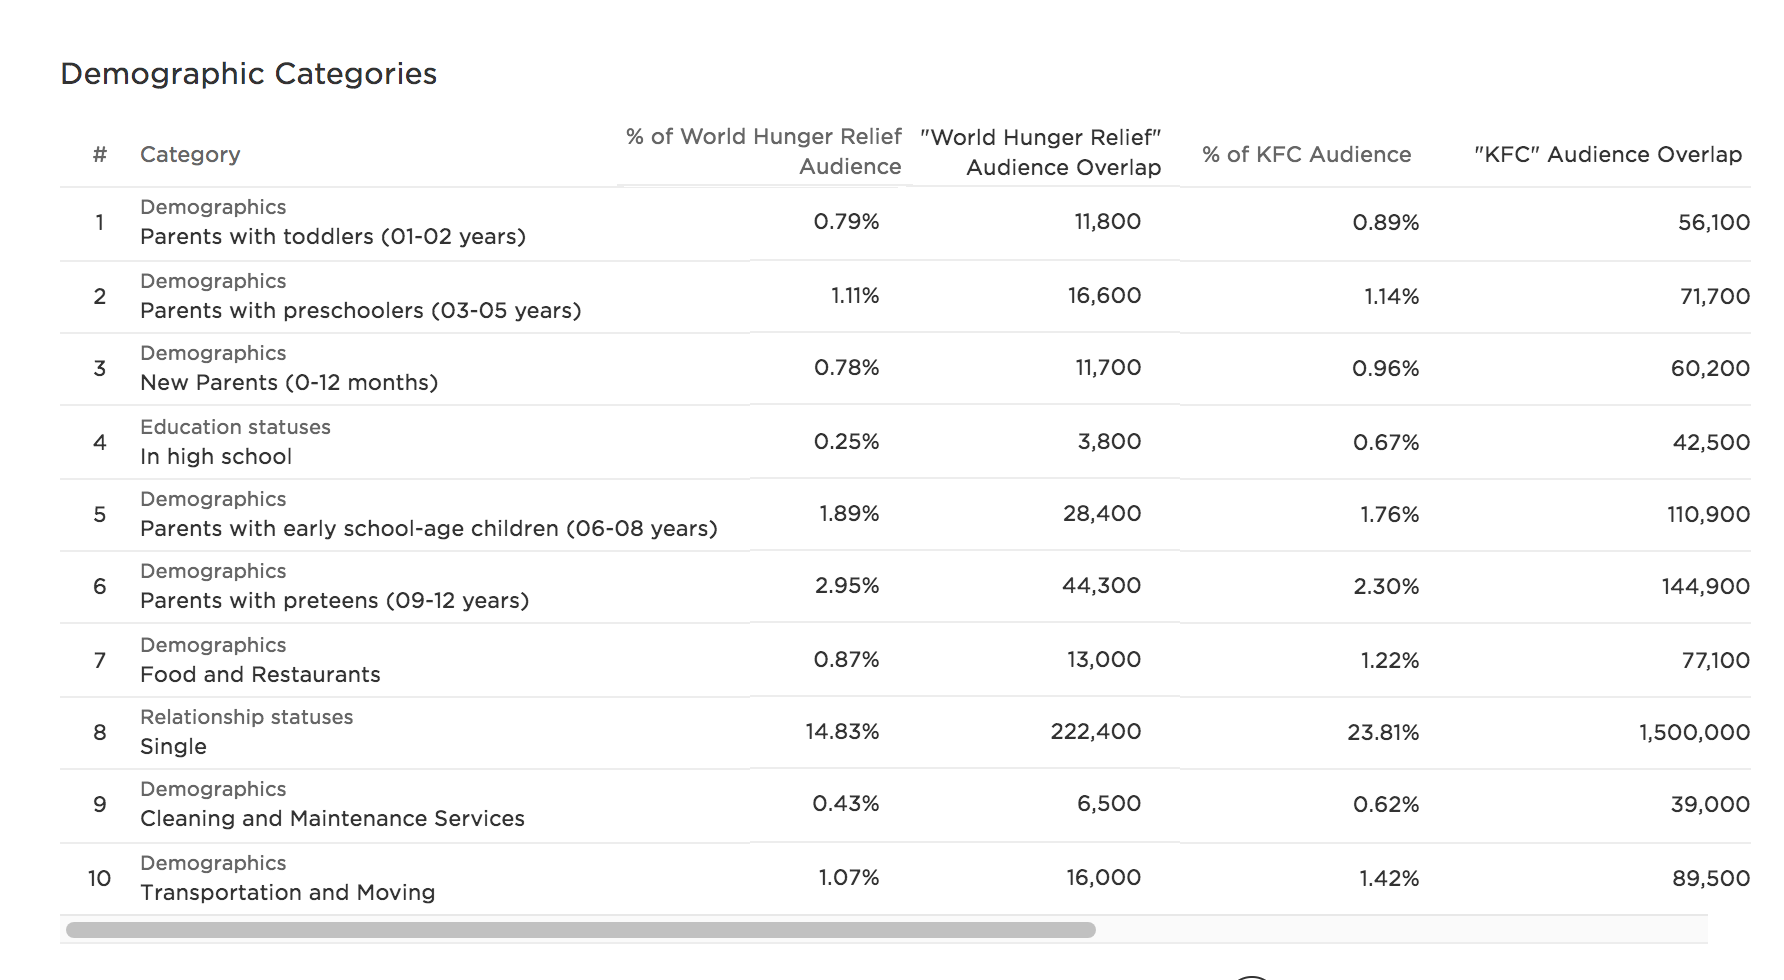 Demographic Categories
# Category % of World Hunger Relief Audience "World Hunger Relief" Audience Overlap % of KFC Audience "KFC" Audience Overlap
1 Demographics Parents with toddlers (01-02 years) 0.79% 11,800 0.89% 56,100
2 Demographics Parents with preschoolers (03-05 years) 1.11% 16,600 1.14% 71,700
3 Demographics New Parents (0-12 months) 0.78% 11,700 0.96% 60,200
4 Education statuses In high school 0.25% 3,800 0.67% 42,500
5 Demographics Parents with early school-age children (06-08 years) 1.89% 28,400 1.76% 110,900
6 Demographics Parents with preteens (09-12 years) 2.95% 44,300 2.30% 144,900
7 Demographics Food and Restaurants 0.87% 13,000 1.22% 77,100
8 Relationship statuses Single 14.83% 222,400 23.81% 1,500,000
9 Demographics Cleaning and Maintenance Services 0.43% 6,500 0.62% 39,000
10 Demographics Transportation and Moving 1.07% 16,000 1.42% 89,500